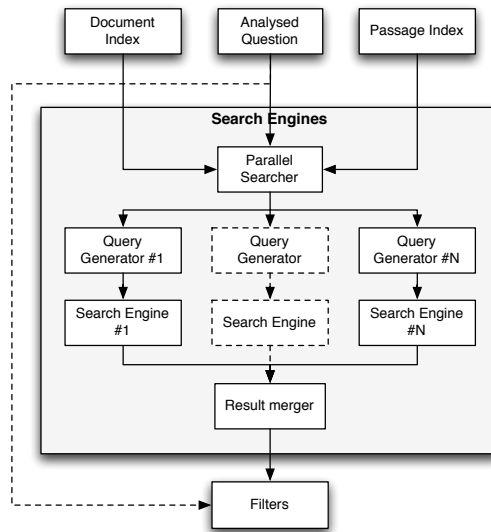 Document
Index
Analysed
Question
Passage Index
Search Engines
Parallel
Searcher
Query
Generator #1
Query
Generator
Query
Generator #N
Search Engine
#1
Search Engine
Search Engine
#N
Result merger
Filters